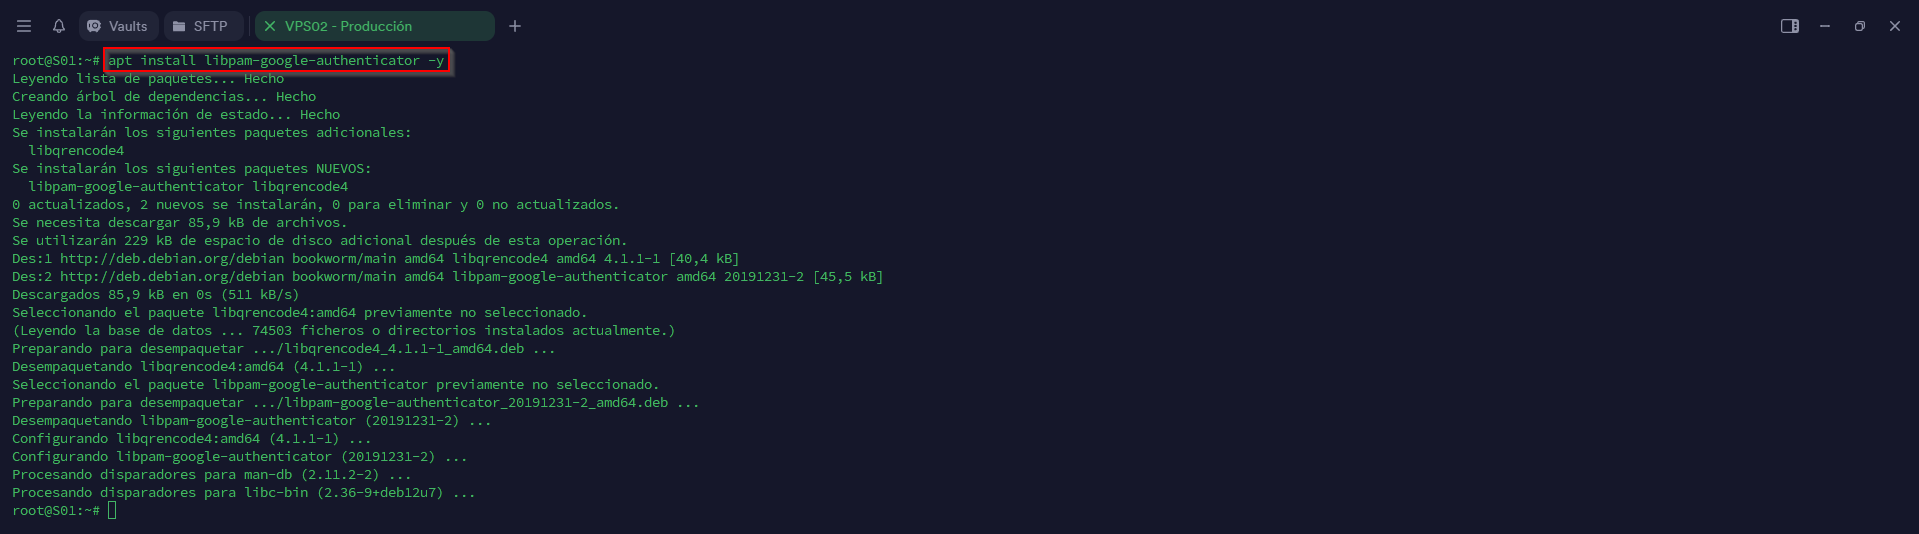 Vaults SFTP VPS02 - Producción
root@S01:~# apt install libpam-google-authenticator -y
Leyendo lista de paquetes... Hecho
Creando árbol de dependencias... Hecho
Leyendo la información de estado... Hecho
Se instalarán los siguientes paquetes adicionales:
  libqrencode4
Se instalarán los siguientes paquetes NUEVOS:
  libpam-google-authenticator libqrencode4
0 actualizados, 2 nuevos se instalarán, 0 para eliminar y 0 no actualizados.
Se necesita descargar 85,9 kB de archivos.
Se utilizarán 229 kB de espacio de disco adicional después de esta operación.
Des:1 http://deb.debian.org/debian bookworm/main amd64 libqrencode4 amd64 4.1.1-1 [40,4 kB]
Des:2 http://deb.debian.org/debian bookworm/main amd64 libpam-google-authenticator amd64 20191231-2 [45,5 kB]
Descargados 85,9 kB en 0s (511 kB/s)
Seleccionando el paquete libqrencode4:amd64 previamente no seleccionado.
(Leyendo la base de datos ... 74503 ficheros o directorios instalados actualmente.)
Preparando para desempaquetar .../libqrencode4_4.1.1-1_amd64.deb ...
Desempaquetando libqrencode4:amd64 (4.1.1-1) ...
Seleccionando el paquete libpam-google-authenticator previamente no seleccionado.
Preparando para desempaquetar .../libpam-google-authenticator_20191231-2_amd64.deb ...
Desempaquetando libpam-google-authenticator (20191231-2) ...
Configurando libqrencode4:amd64 (4.1.1-1) ...
Configurando libpam-google-authenticator (20191231-2) ...
Procesando disparadores para man-db (2.11.2-2) ...
Procesando disparadores para libc-bin (2.36-9+deb12u7) ...
root@S01:~#